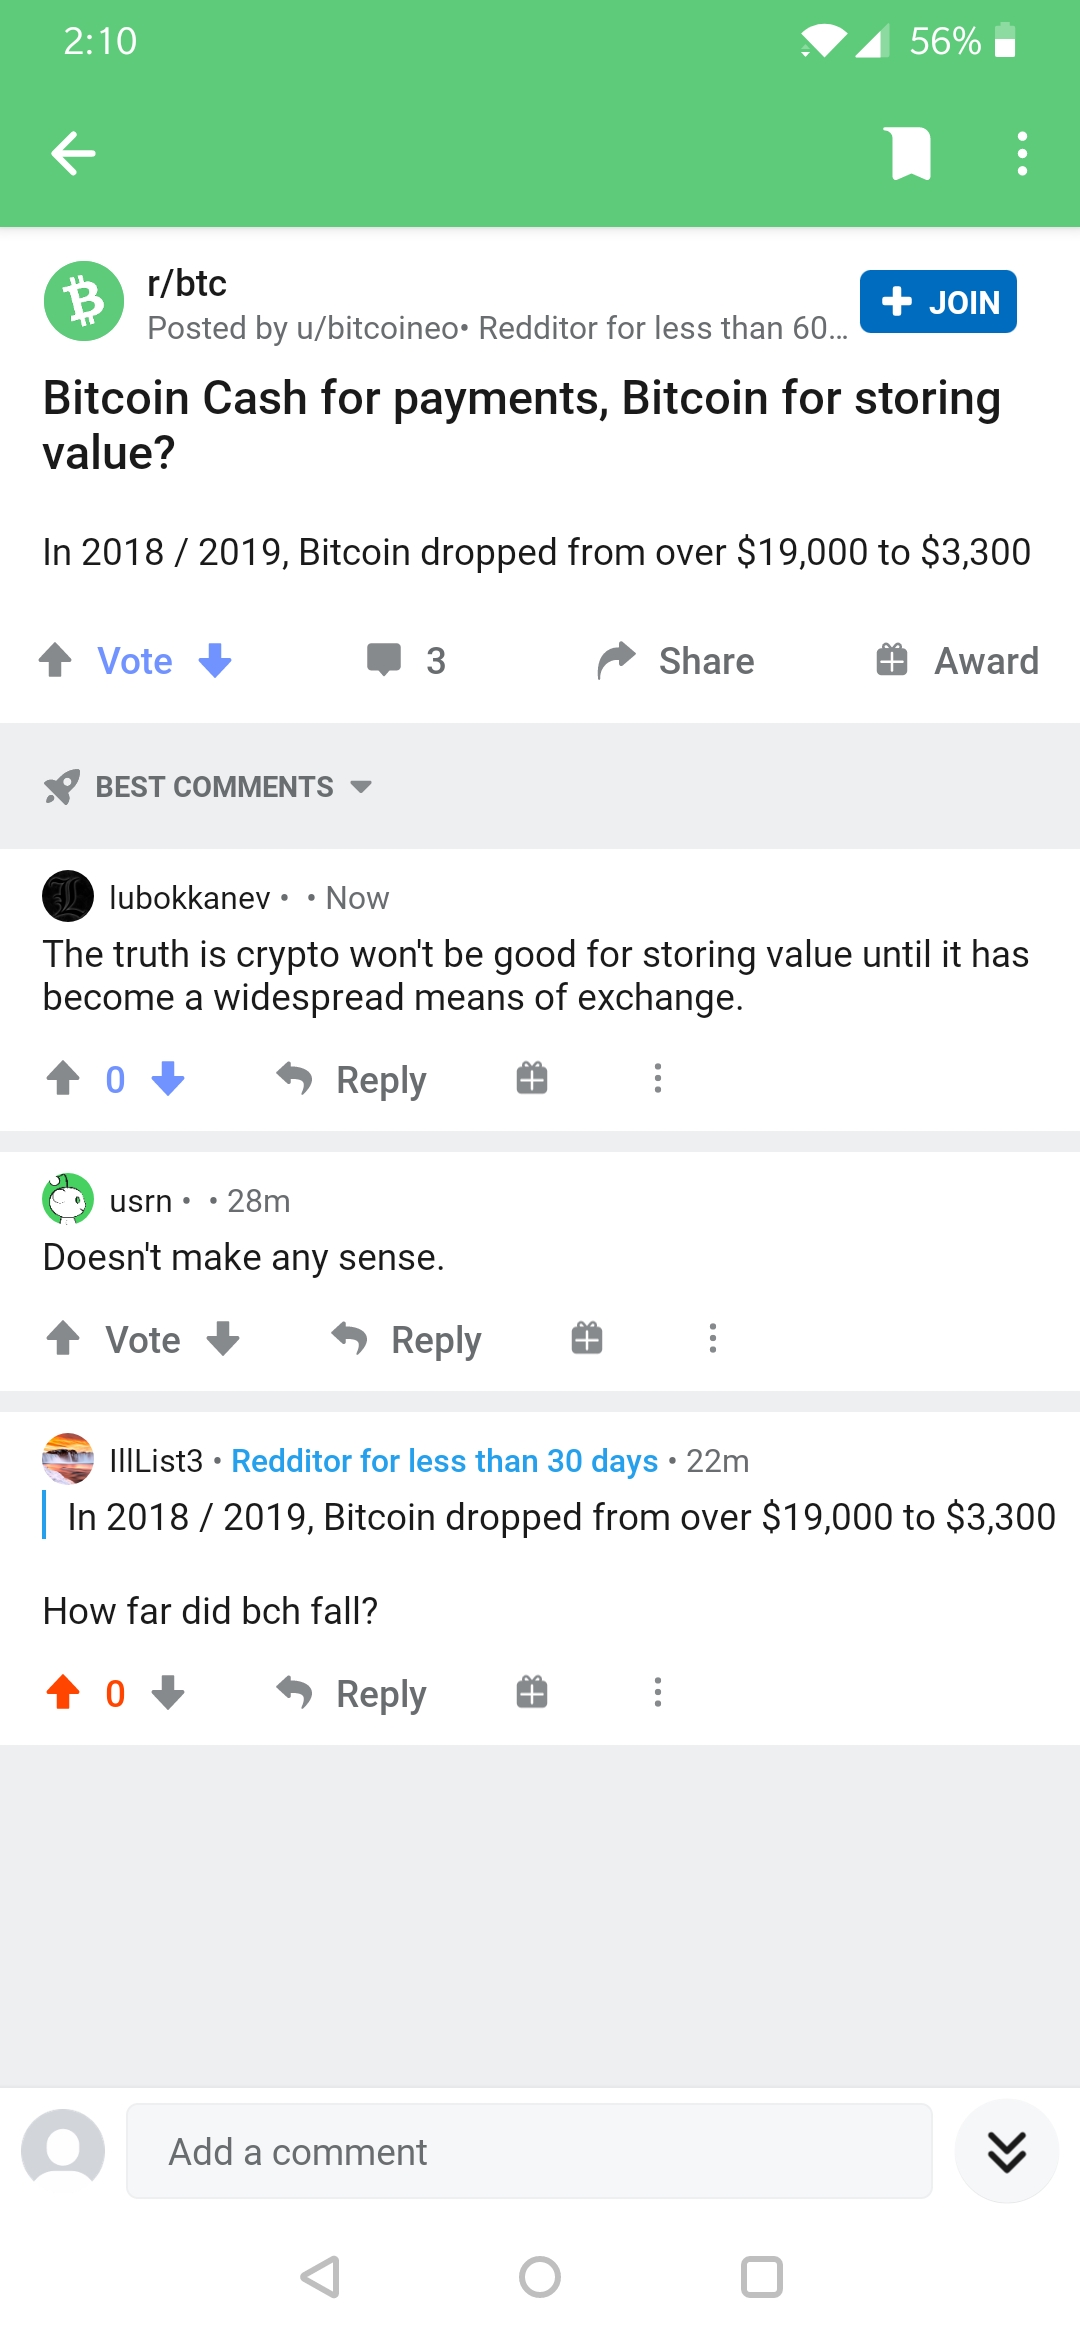 2:10
56%
r/btc
Posted by u/bitcoineo• Redditor for less than 60...
+ JOIN
Bitcoin Cash for payments, Bitcoin for storing
value?
In 2018 / 2019, Bitcoin dropped from over $19,000 to $3,300
Vote
3
Share
Award
BEST COMMENTS
lubokkanev • • Now
The truth is crypto won't be good for storing value until it has
become a widespread means of exchange.
0
Reply
usrn • • 28m
Doesn't make any sense.
Vote
Reply
IllList3 • Redditor for less than 30 days • 22m
In 2018 / 2019, Bitcoin dropped from over $19,000 to $3,300
How far did bch fall?
0
Reply
Add a comment